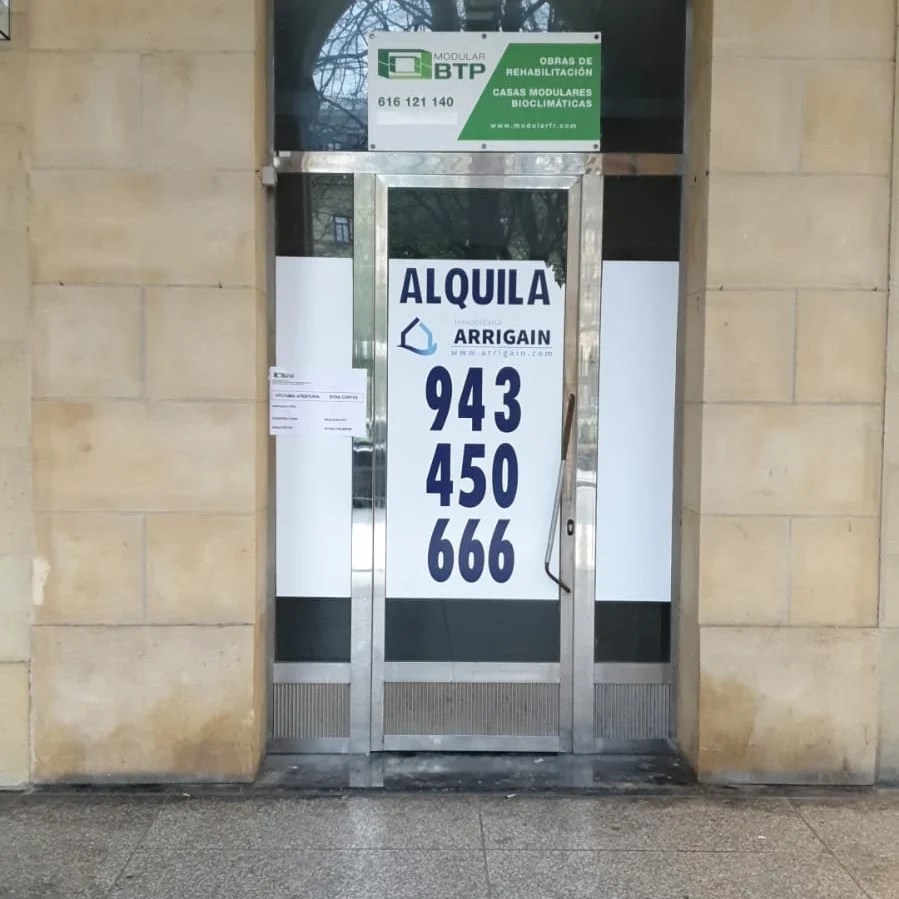 MODULAR
BTP
616 121 140
OBRAS DE
REHABILITACIÓN
CASAS MODULARES
BIOCLIMÁTICAS
www.modularfr.com
ALQUILA
Inmobiliaria
ARRIGAIN
www.arrigain.com
943
450
666
PRÓXIMA APERTURA